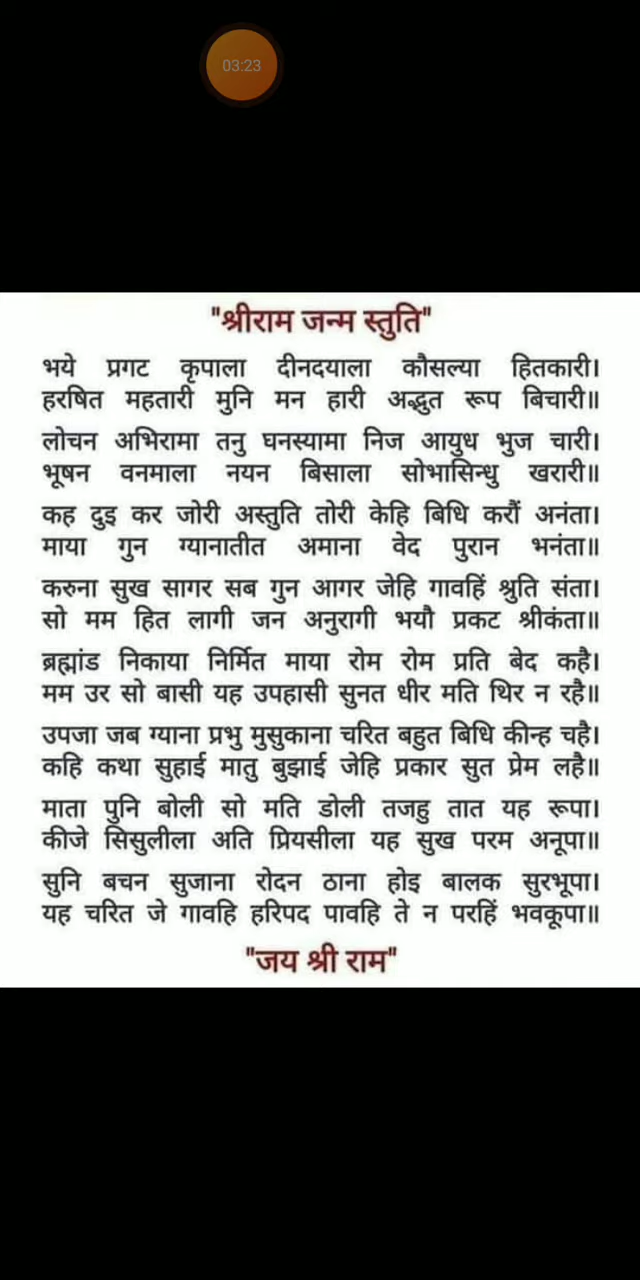 03:23
"श्रीराम जन्म स्तुति"
भये प्रगट कृपाला दीनदयाला कौसल्या हितकारी।
हरषित महतारी मुनि मन हारी अद्भुत रूप बिचारी॥
लोचन अभिरामा तनु घनस्यामा निज आयुध भुज चारी।
भूषन वनमाला नयन बिसाला सोभासिन्धु खरारी॥
कह दुइ कर जोरी अस्तुति तोरी केहि बिधि करौं अनंता।
माया गुन ग्यानातीत अमाना वेद पुरान भनंता॥
करुना सुख सागर सब गुन आगर जेहि गावहिं श्रुति संता।
सो मम हित लागी जन अनुरागी भयौ प्रकट श्रीकंता॥
ब्रह्मांड निकाया निर्मित माया रोम रोम प्रति बेद कहै।
मम उर सो बासी यह उपहासी सुनत धीर मति थिर न रहै॥
उपजा जब ग्याना प्रभु मुसुकाना चरित बहुत बिधि कीन्ह चहै।
कहि कथा सुहाई मातु बुझाई जेहि प्रकार सुत प्रेम लहै॥
माता पुनि बोली सो मति डोली तजहु तात यह रूपा।
कीजे सिसुलीला अति प्रियसीला यह सुख परम अनूपा॥
सुनि बचन सुजाना रोदन ठाना होइ बालक सुरभूपा।
यह चरित जे गावहि हरिपद पावहि ते न परहिं भवकूपा॥
"जय श्री राम"